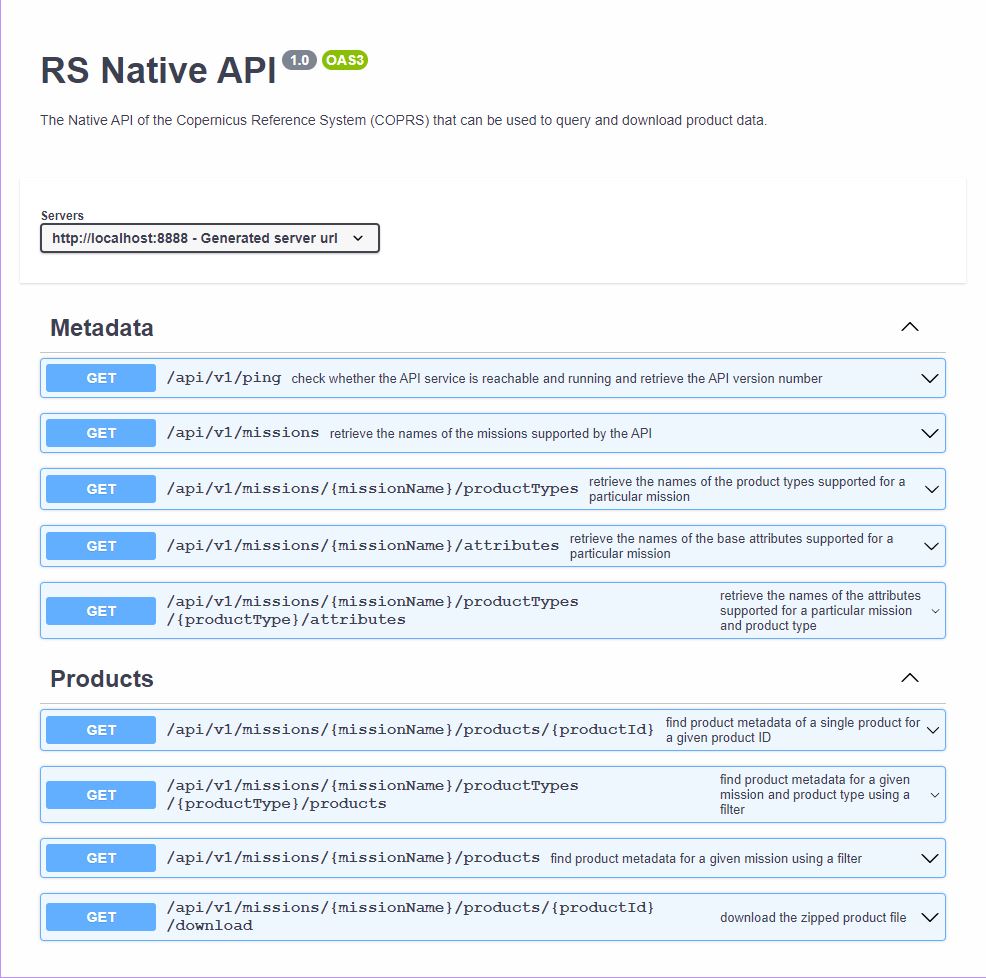 RS Native API 1.0 OAS3
The Native API of the Copernicus Reference System (COPRS) that can be used to query and download product data.
Servers
http://localhost:8888 - Generated server url
Metadata
GET /api/v1/ping check whether the API service is reachable and running and retrieve the API version number
GET /api/v1/missions retrieve the names of the missions supported by the API
GET /api/v1/missions/{missionName}/productTypes retrieve the names of the product types supported for a
particular mission
GET /api/v1/missions/{missionName}/attributes retrieve the names of the base attributes supported for a
particular mission
GET /api/v1/missions/{missionName}/productTypes
/{productType}/attributes
retrieve the names of the attributes
supported for a particular mission
and product type
Products
GET /api/v1/missions/{missionName}/products/{productId} find product metadata of a single product for
a given product ID
GET /api/v1/missions/{missionName}/productTypes
/{productType}/products
find product metadata for a given
mission and product type using a
filter
GET /api/v1/missions/{missionName}/products find product metadata for a given mission using a filter
GET /api/v1/missions/{missionName}/products/{productId}
/download
download the zipped product file